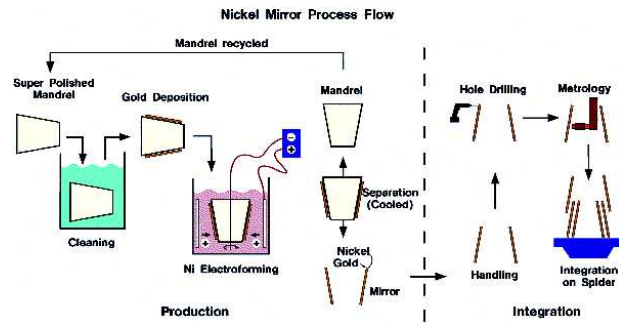 Nickel Mirror Process Flow
Mandrel recycled
Super Polished
Mandrel
Gold Deposition
Mandrel
Hole Drilling
Metrology
−
+
Separation
(Cooled)
Cleaning
+
+
Ni Electroforming
Nickel
Gold
Mirror
Handling
Integration
on Spider
Production
Integration